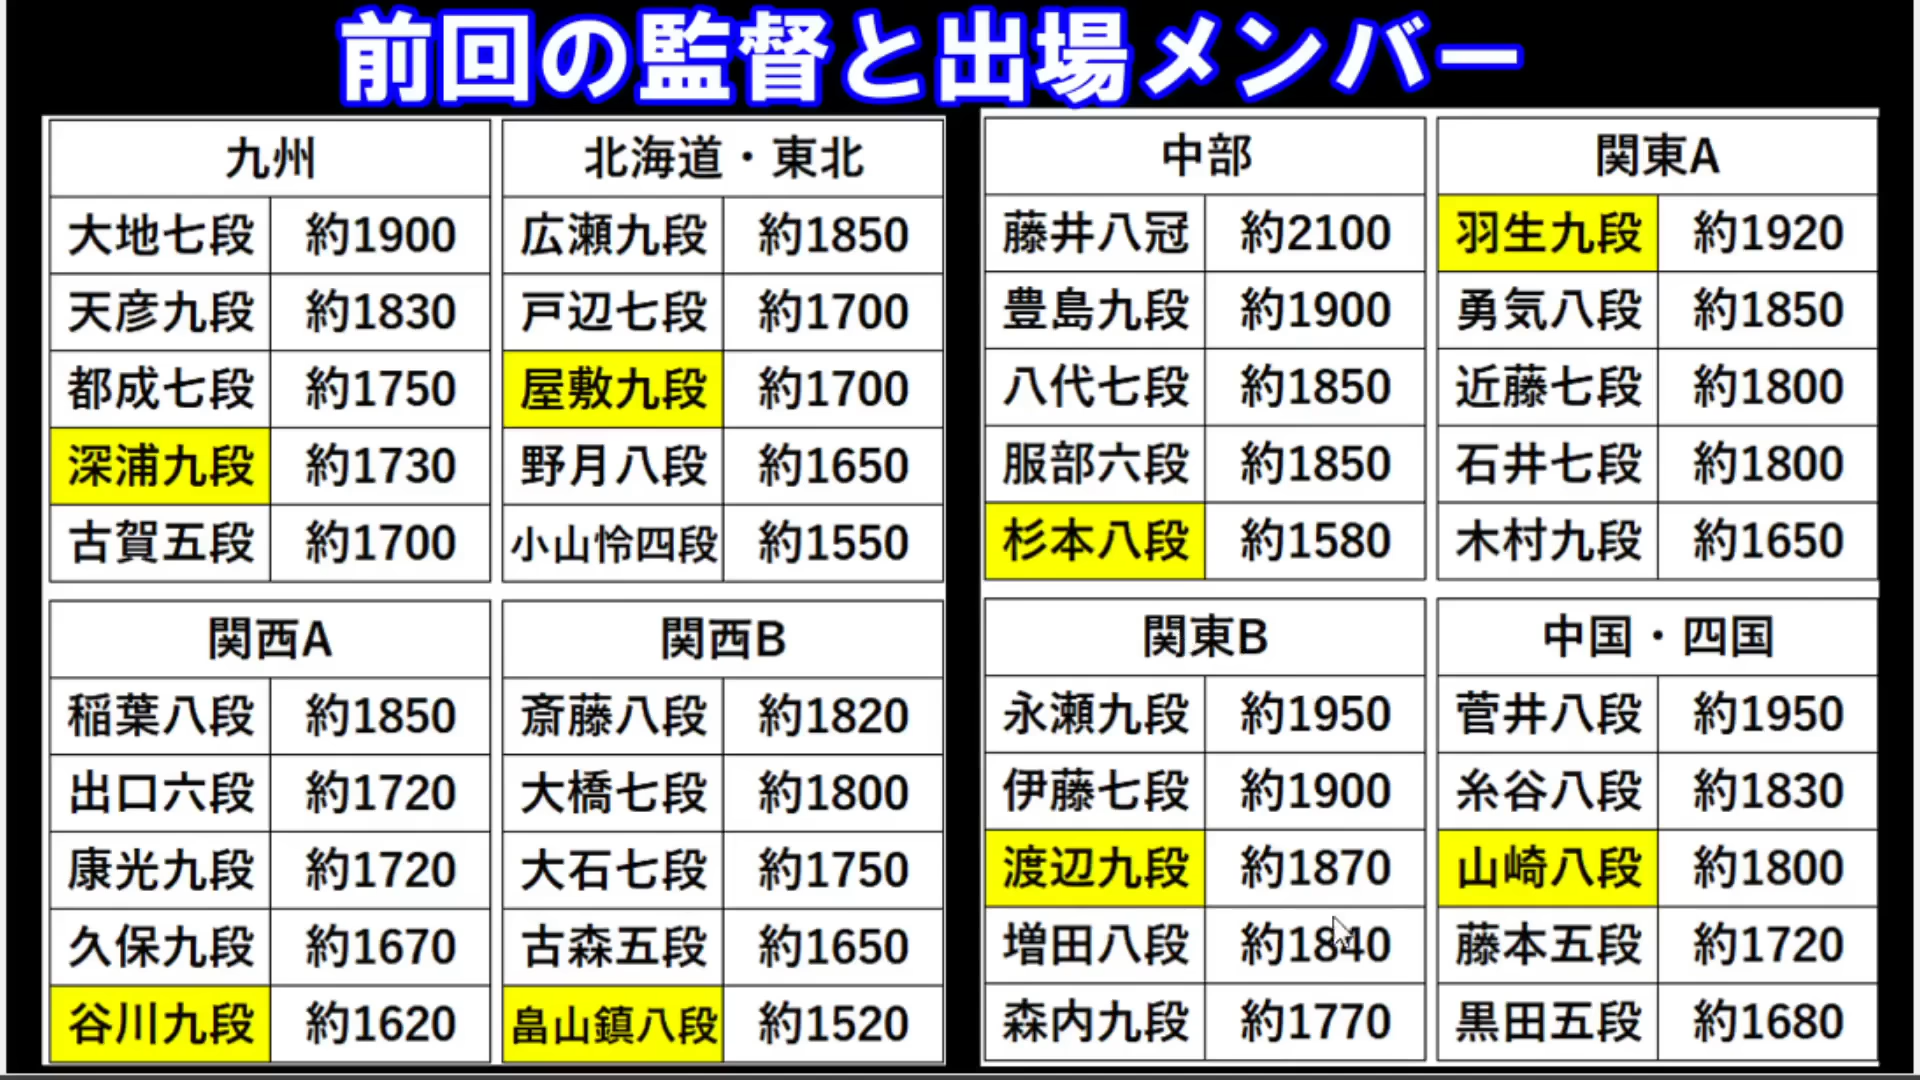 前回の監督と出場メンバー
九州
大地七段 約1900
天彦九段 約1830
都成七段 約1750
深浦九段 約1730
古賀五段 約1700
北海道・東北
広瀬九段 約1850
戸辺七段 約1700
屋敷九段 約1700
野月八段 約1650
小山怜四段 約1550
中部
藤井八冠 約2100
豊島九段 約1900
八代七段 約1850
服部六段 約1850
杉本八段 約1580
関東A
羽生九段 約1920
勇気八段 約1850
近藤七段 約1800
石井七段 約1800
木村九段 約1650
関西A
稲葉八段 約1850
出口六段 約1720
康光九段 約1720
久保九段 約1670
谷川九段 約1620
関西B
斎藤八段 約1820
大橋七段 約1800
大石七段 約1750
古森五段 約1650
畠山鎮八段 約1520
関東B
永瀬九段 約1950
伊藤七段 約1900
渡辺九段 約1870
増田八段 約1840
森内九段 約1770
中国・四国
菅井八段 約1950
糸谷八段 約1830
山崎八段 約1800
藤本五段 約1720
黒田五段 約1680